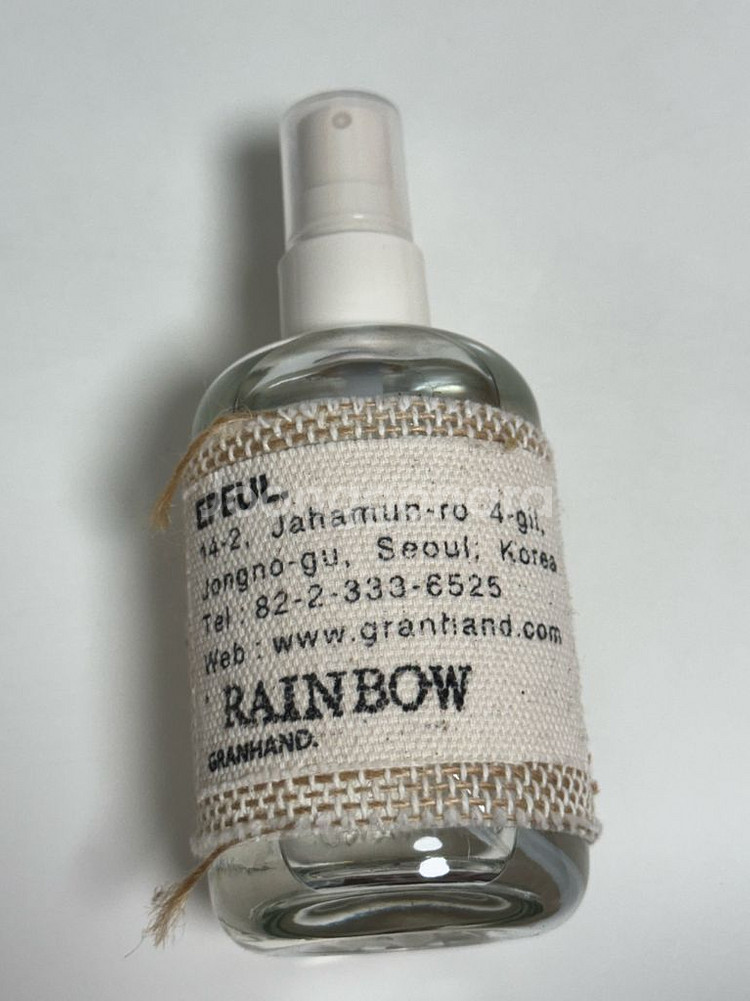 EPEUL.
14-2, Jahamun-ro 4-gil,
Jongno-gu, Seoul, Korea
Tel : 82-2-333-6525
Web : www.granhand.com
RAINBOW
GRANHAND.